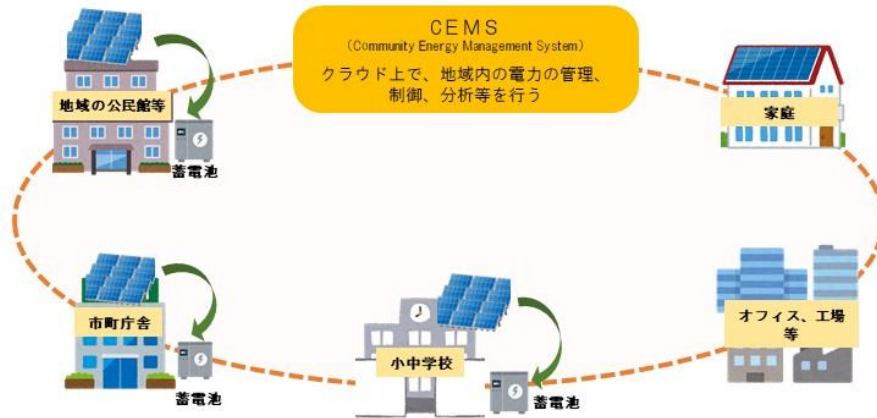 CEMS
（Community Energy Management System）
クラウド上で、地域内の電力の管理、
制御、分析等を行う
地域の公民館等
蓄電池
家庭
市町庁舎
蓄電池
小中学校
蓄電池
オフィス、工場
等